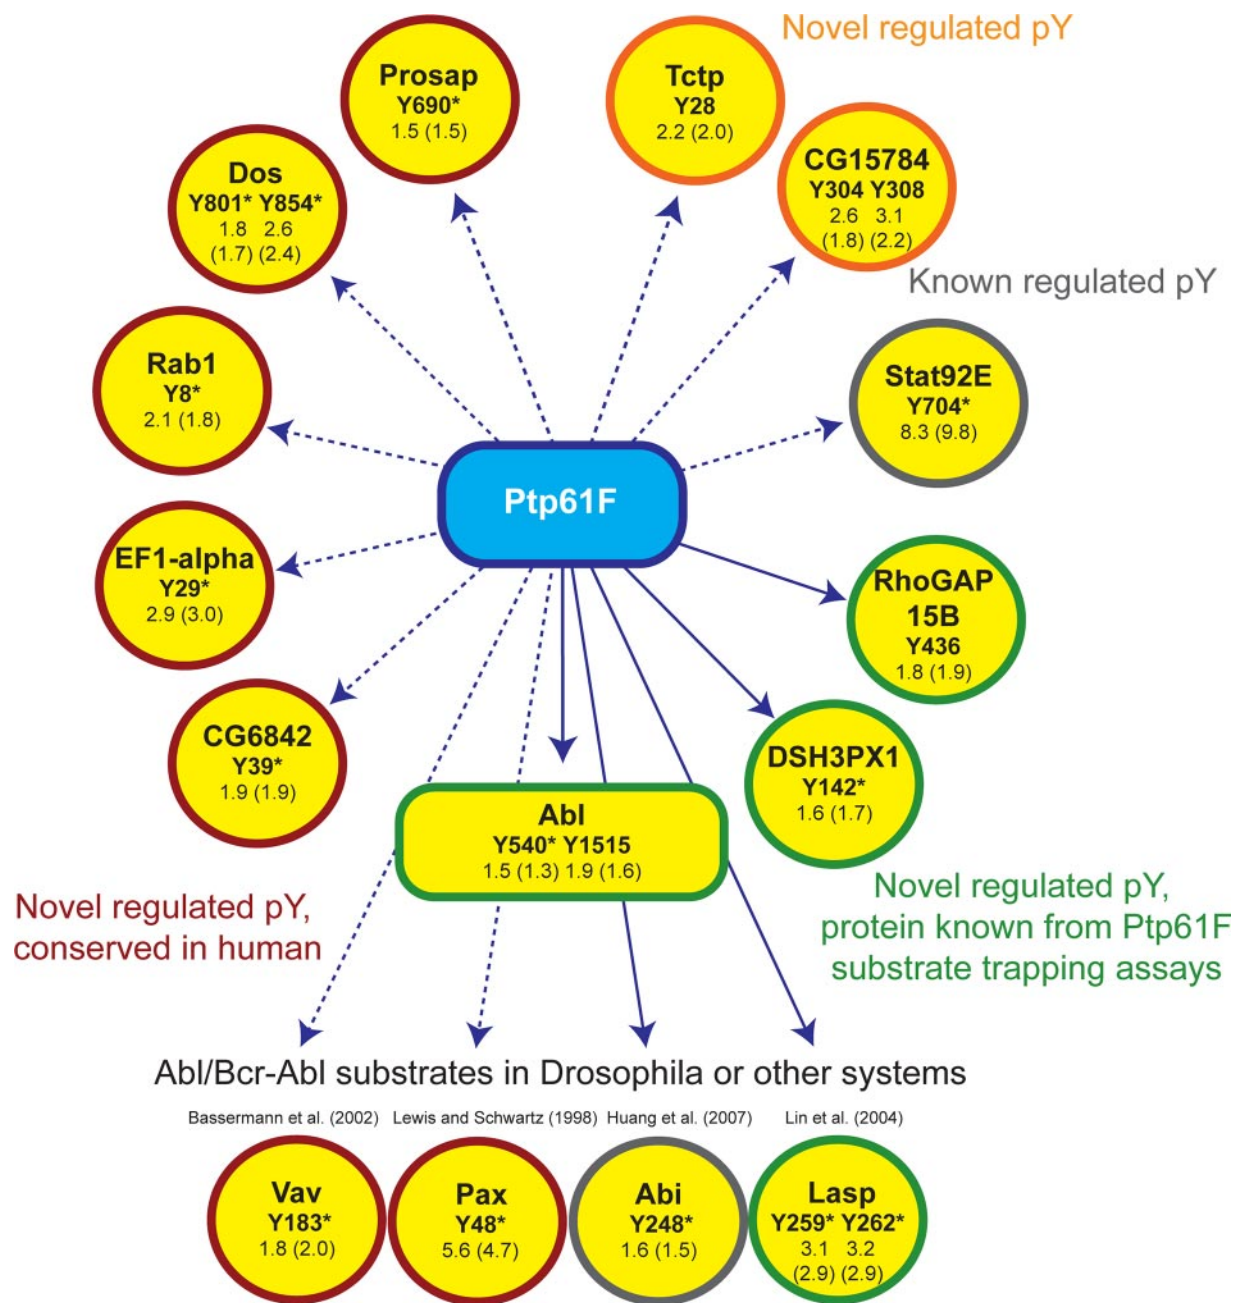 Novel regulated pY
Prosap
Y690*
1.5 (1.5)
Tctp
Y28
2.2 (2.0)
CG15784
Y304 Y308
2.6 3.1
(1.8) (2.2)
Dos
Y801* Y854*
1.8 2.6
(1.7) (2.4)
Known regulated pY
Rab1
Y8*
2.1 (1.8)
Stat92E
Y704*
8.3 (9.8)
Ptp61F
EF1-alpha
Y29*
2.9 (3.0)
RhoGAP
15B
Y436
1.8 (1.9)
CG6842
Y39*
1.9 (1.9)
DSH3PX1
Y142*
1.6 (1.7)
Abl
Y540* Y1515
1.5 (1.3) 1.9 (1.6)
Novel regulated pY,
conserved in human
Novel regulated pY,
protein known from Ptp61F
substrate trapping assays
Abl/Bcr-Abl substrates in Drosophila or other systems
Bassermann et al. (2002) Lewis and Schwartz (1998) Huang et al. (2007) Lin et al. (2004)
Vav
Y183*
1.8 (2.0)
Pax
Y48*
5.6 (4.7)
Abi
Y248*
1.6 (1.5)
Lasp
Y259* Y262*
3.1 3.2
(2.9) (2.9)